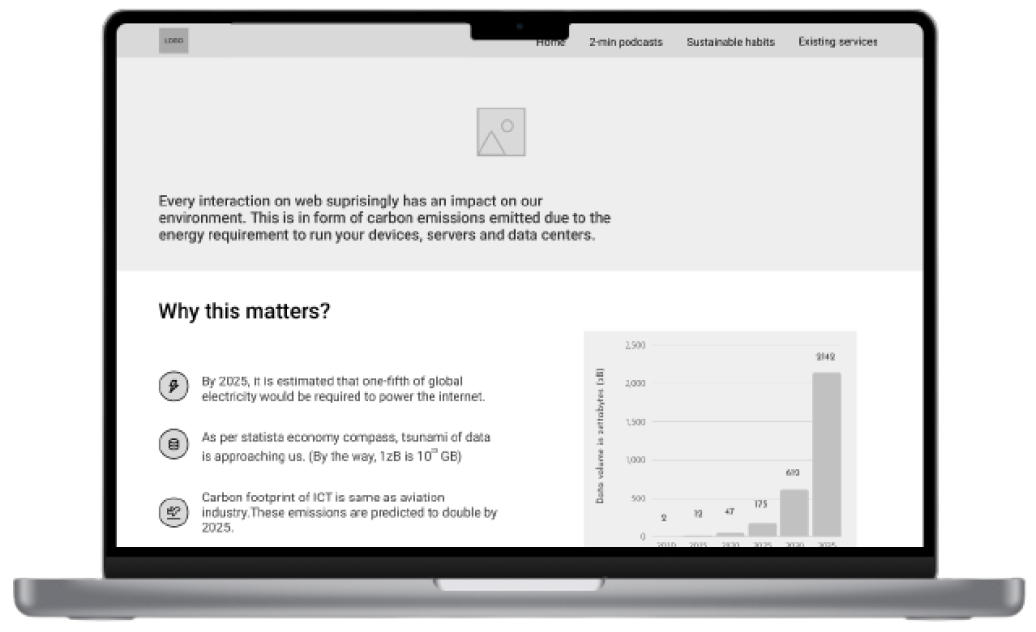 LOGO
Home 2-min podcasts Sustainable habits Existing services
Every interaction on web suprisingly has an impact on our
environment. This is in form of carbon emissions emitted due to the
energy requirement to run your devices, servers and data centers.
Why this matters?
By 2025, it is estimated that one-fifth of global
electricity would be required to power the internet.
As per statista economy compass, tsunami of data
is approaching us. (By the way, 1zB is 10 GB)
Carbon footprint of ICT is same as aviation
industry.These emissions are predicted to double by
2025.
Data volume in zettabytes (zB)
2,500
2,000
1,500
1,000
500
0
2
12
47
175
612
2142
2010 2015 2020 2025 2030 2035